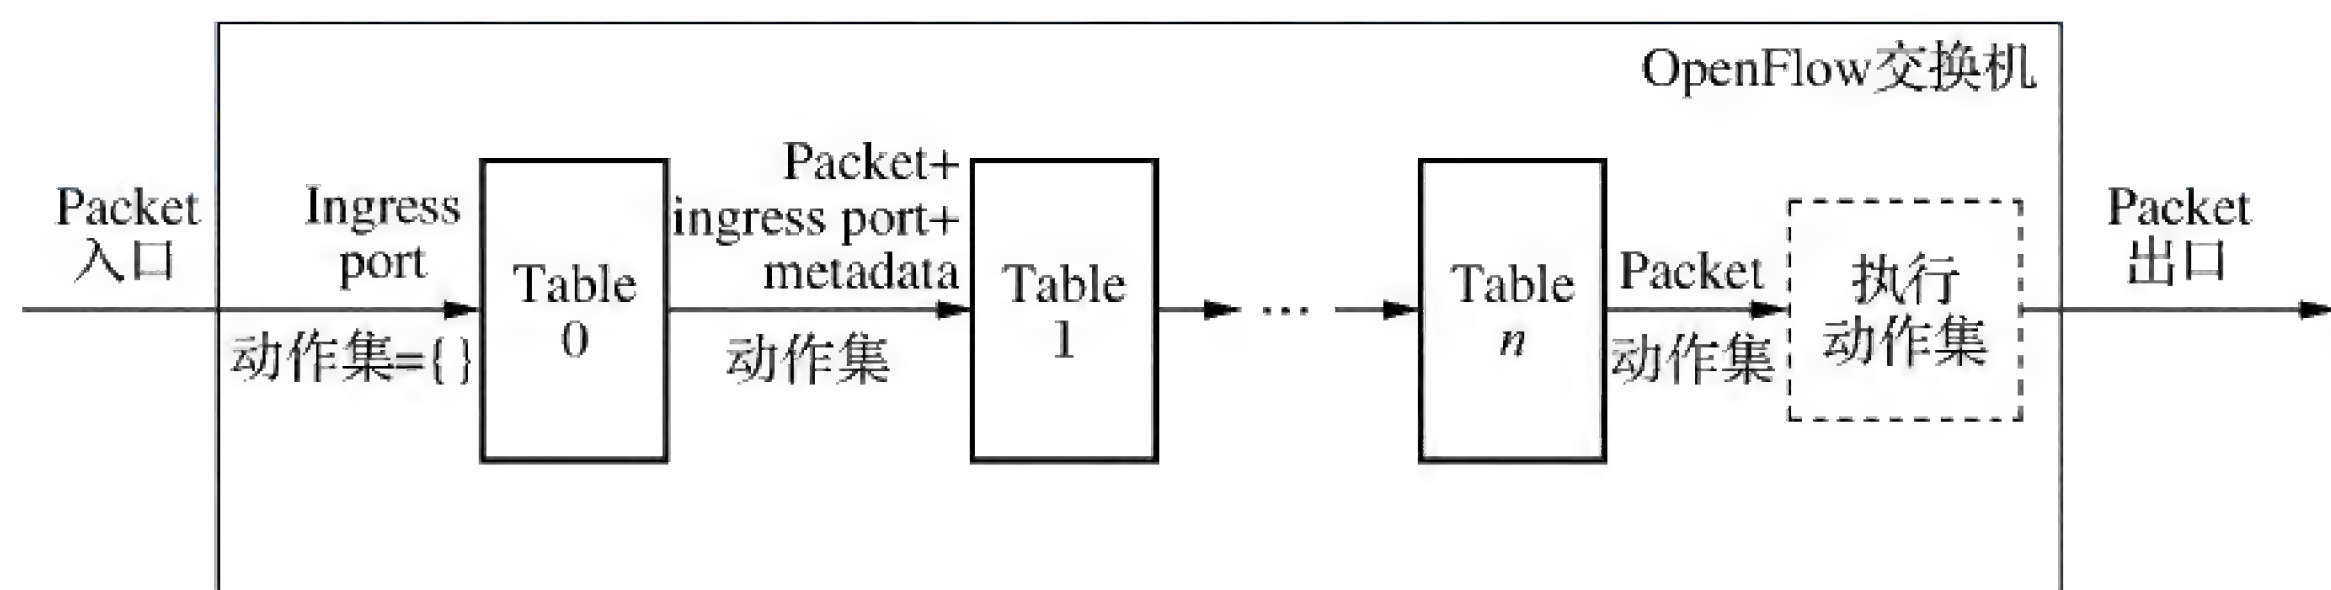 OpenFlow交换机
Packet
入口
Ingress
port
动作集={ }
Table
0
Packet+
ingress port+
metadata
动作集
Table
1
...
Table
n
Packet
动作集
执行
动作集
Packet
出口